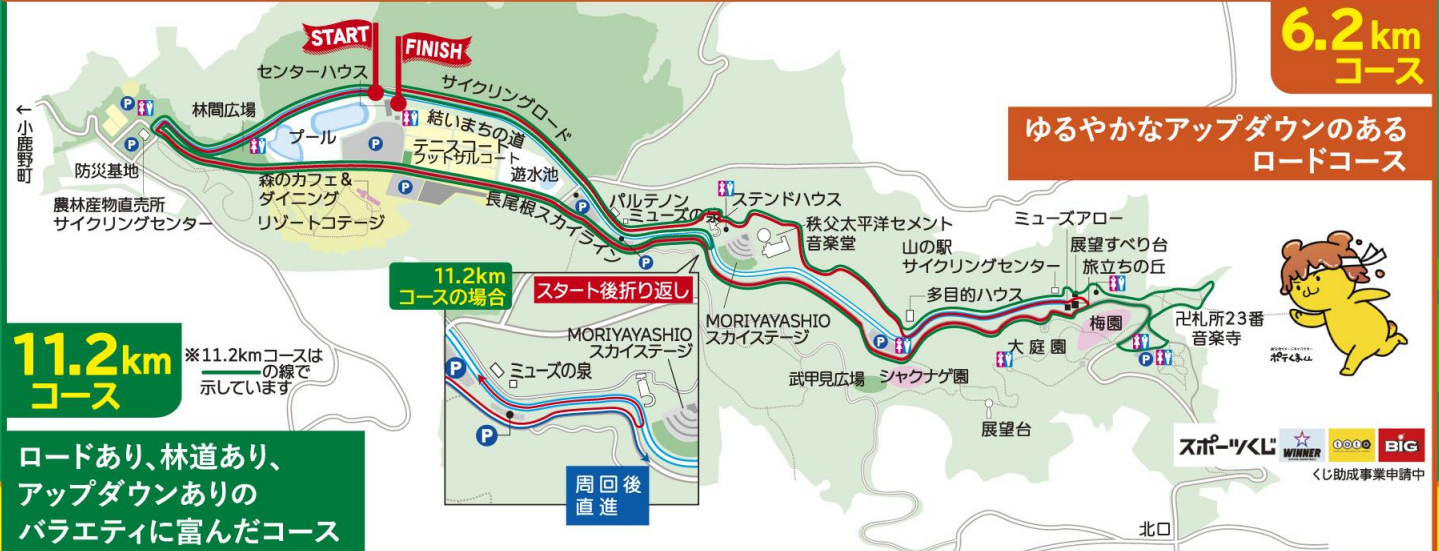 START
FINISH
センターハウス
サイクリングロード
林間広場
結いまちの道
プール
テニスコート
フットサルコート
遊水池
←小鹿野町
防災基地
農林産物直売所
サイクリングセンター
森のカフェ&
ダイニング
リゾートコテージ
長尾根スカイライン
パルテノン
ミューズの泉
ステンドハウス
秩父太平洋セメント
音楽堂
山の駅
サイクリングセンター
ミューズアロー
展望すべり台
旅立ちの丘
多目的ハウス
MORIYAYASHIO
スカイステージ
梅園
大庭園
卍札所23番
音楽寺
武甲見広場
シャクナゲ園
展望台
北口
P
P
P
P
P
P
P
P
6.2km
コース
ゆるやかなアップダウンのある
ロードコース
11.2km
コースの場合
スタート後折り返し
MORIYAYASHIO
スカイステージ
ミューズの泉
P
P
周回後
直進
11.2km
コース
※11.2kmコースは
の線で
示しています
ロードあり、林道あり、
アップダウンありの
バラエティに富んだコース
ポテくまくん
スポーツくじ
WINNER
toto
BIG
くじ助成事業申請中